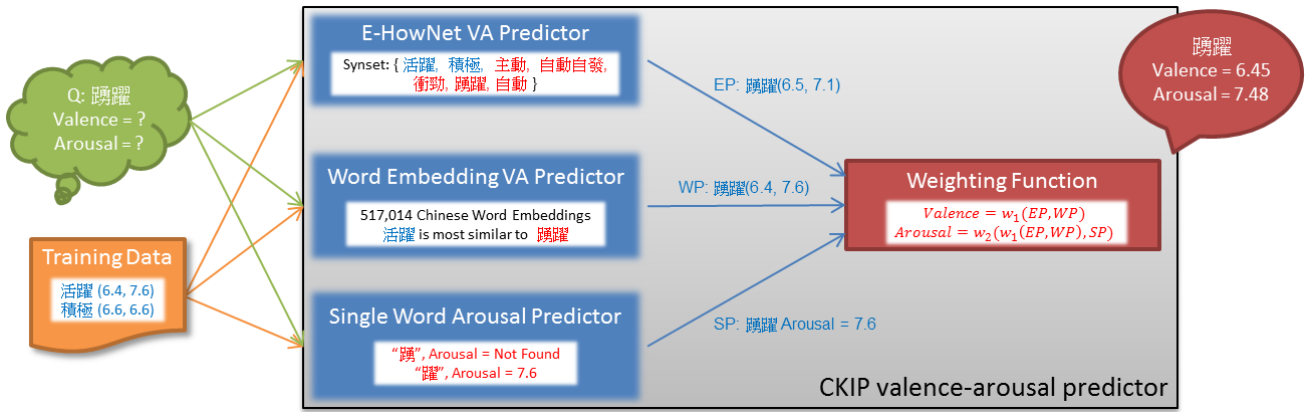 Q: 踴躍
Valence = ?
Arousal = ?
Training Data
活躍 (6.4, 7.6)
積極 (6.6, 6.6)
E-HowNet VA Predictor
Synset: { 活躍, 積極, 主動, 自動自發,
衝勁, 踴躍, 自動 }
Word Embedding VA Predictor
517,014 Chinese Word Embeddings
活躍 is most similar to 踴躍
Single Word Arousal Predictor
“踴”, Arousal = Not Found
“躍”, Arousal = 7.6
EP: 踴躍(6.5, 7.1)
WP: 踴躍(6.4, 7.6)
SP: 踴躍 Arousal = 7.6
Weighting Function
Valence = w₁(EP,WP)
Arousal = w₂(w₁(EP,WP),SP)
踴躍
Valence = 6.45
Arousal = 7.48
CKIP valence-arousal predictor